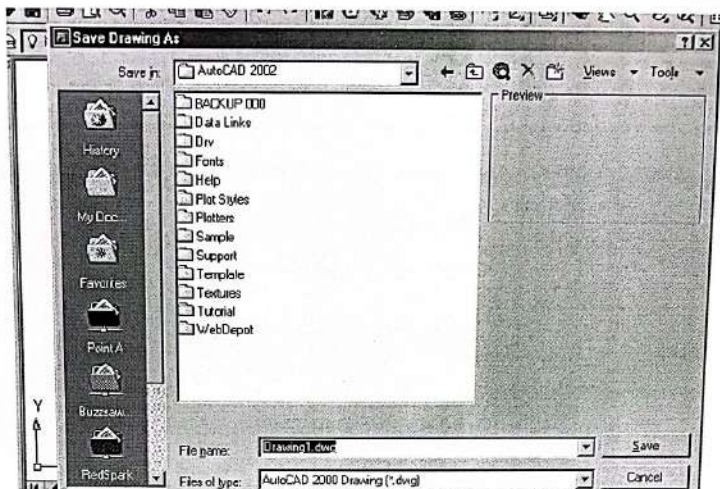 Save Drawing As
Save in: AutoCAD 2002 Views Tools
History
My Doc...
Favorites
Point A
Buzzsaw...
RedSpark
BACKUP 000
Data Links
Drv
Fonts
Help
Plot Styles
Plotters
Sample
Support
Template
Textures
Tutorial
WebDepot
Preview
File name: Drawing1.dwg Save
Files of type: AutoCAD 2000 Drawing (*.dwg) Cancel
Y